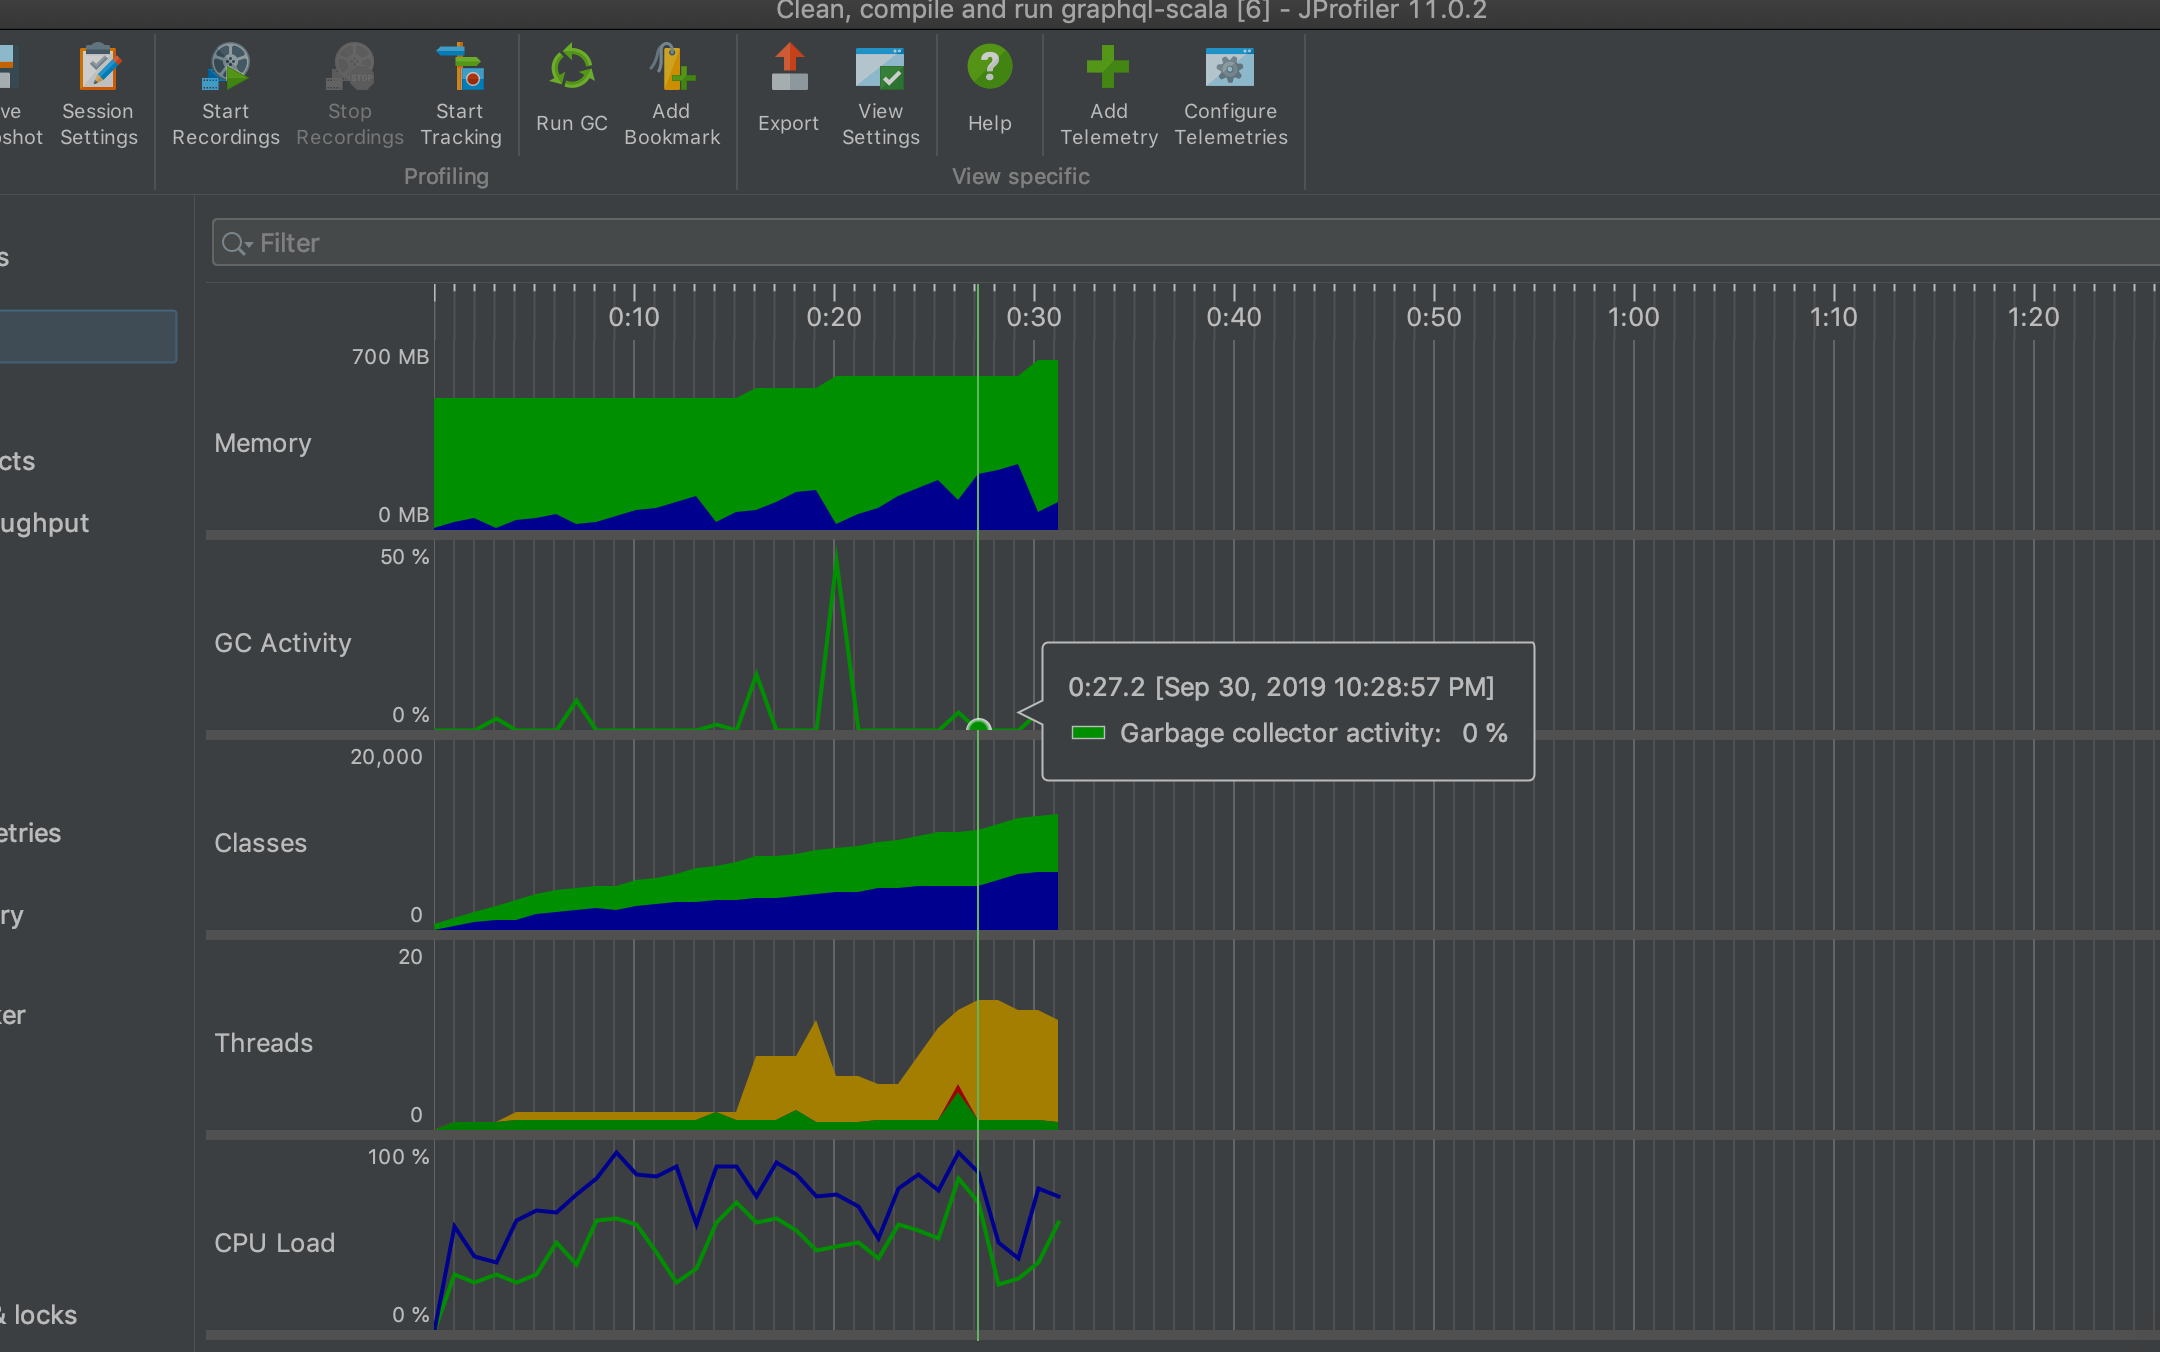 Clean, compile and run graphql-scala [6] - JProfiler 11.0.2
Session Settings
Start Recordings
Stop Recordings
Start Tracking
Run GC
Add Bookmark
Export
View Settings
Help
Add Telemetry
Configure Telemetries
Profiling
View specific
Filter
0:10 0:20 0:30 0:40 0:50 1:00 1:10 1:20
700 MB
Memory
0 MB
50 %
GC Activity
0 %
0:27.2 [Sep 30, 2019 10:28:57 PM]
Garbage collector activity: 0 %
20,000
Classes
0
20
Threads
0
100 %
CPU Load
0 %
s
cts
ughput
etries
ry
er
& locks